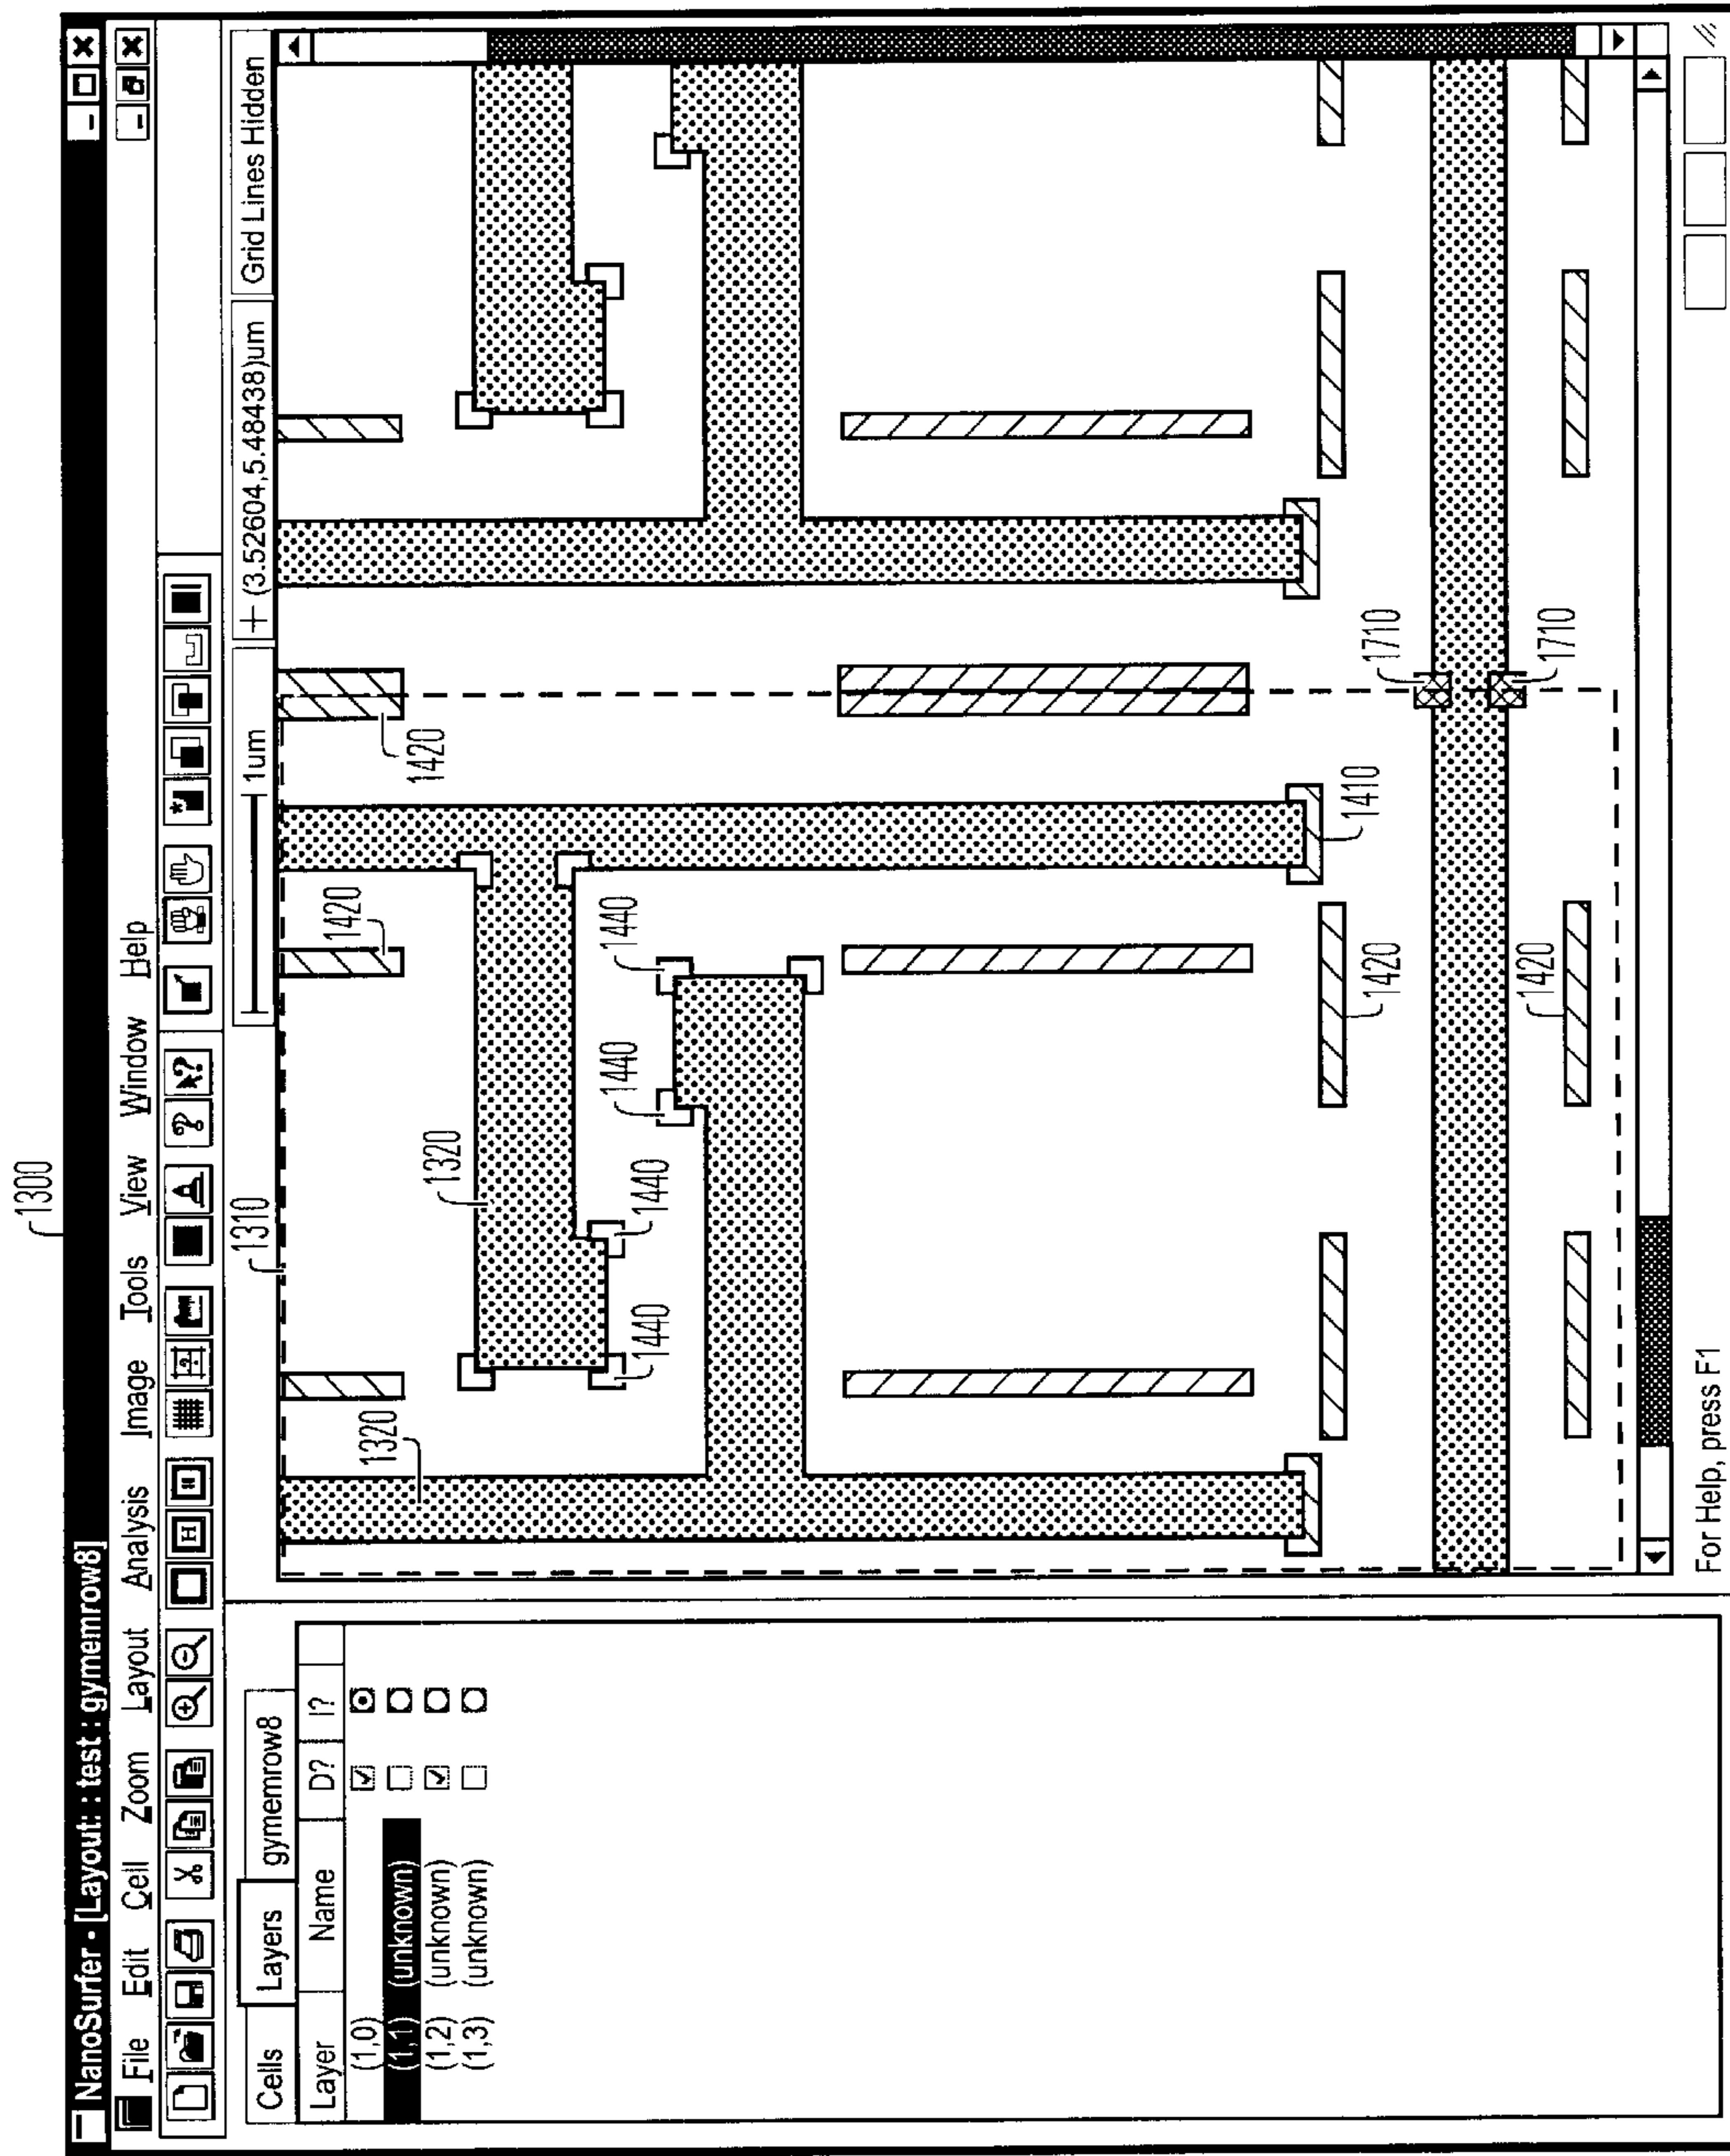 1300
NanoSurfer - [Layout: : test : gymemrow8]
File Edit Cell Zoom Layout Analysis Image Tools View Window Help
Cells Layers gymemrow8
Layer Name D? I?
(1,0)
(1,1) (unknown)
(1,2) (unknown)
(1,3) (unknown)
1310
1um
+ (3.52604,5.48438)um
Grid Lines Hidden
1420
1420
1320
1320
1440
1440
1440
1440
1410
1420
1420
1710
1710
For Help, press F1